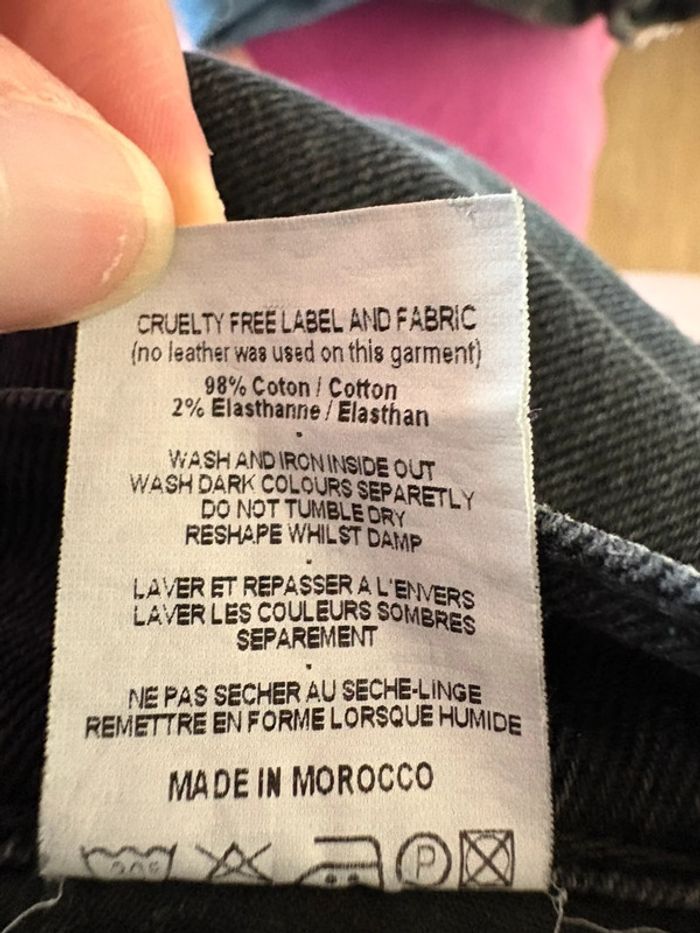 CRUELTY FREE LABEL AND FABRIC
(no leather was used on this garment)
98% Coton / Cotton
2% Elasthanne / Elasthan
.
WASH AND IRON INSIDE OUT
WASH DARK COLOURS SEPARETLY
DO NOT TUMBLE DRY
RESHAPE WHILST DAMP
.
LAVER ET REPASSER A L'ENVERS
LAVER LES COULEURS SOMBRES
SEPAREMENT
.
NE PAS SECHER AU SECHE-LINGE
REMETTRE EN FORME LORSQUE HUMIDE
MADE IN MOROCCO
P